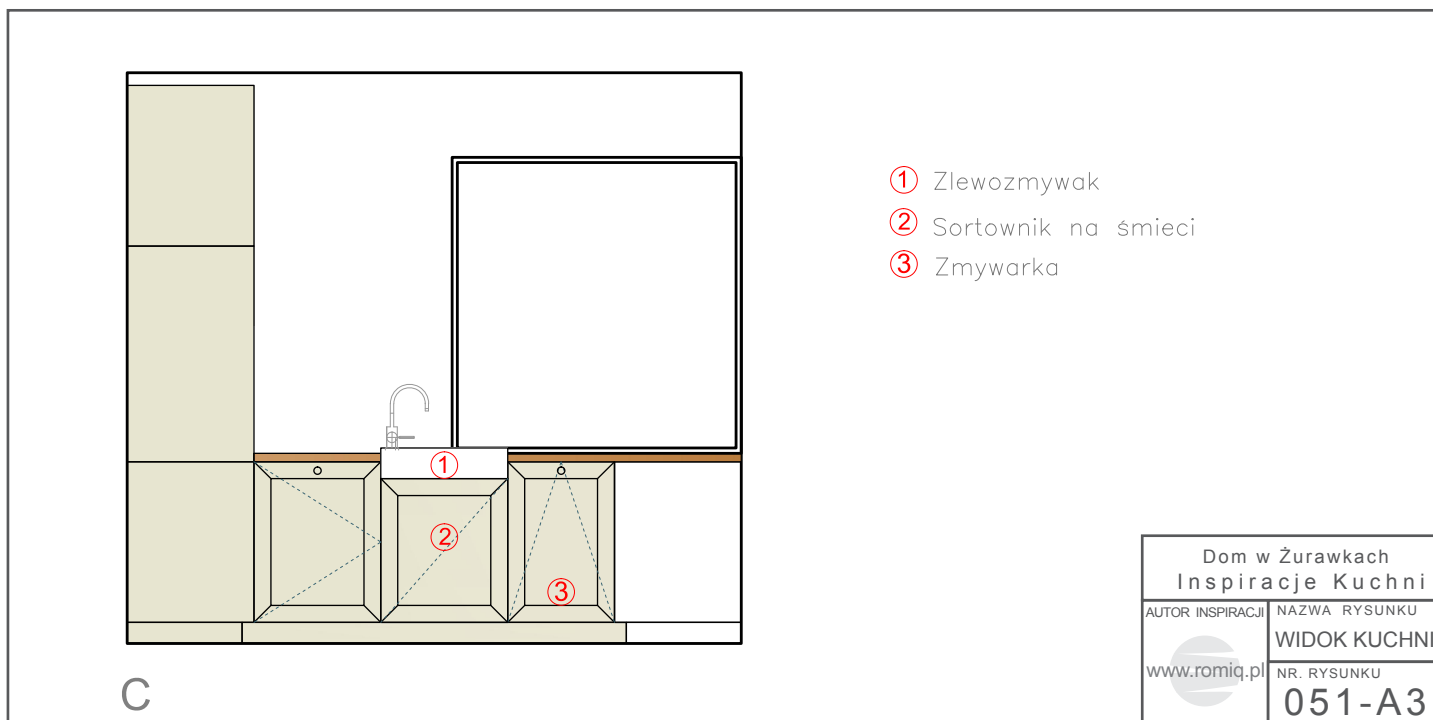 1 Zlewozmywak
2 Sortownik na śmieci
3 Zmywarka
1
2
3
C
Dom w Żurawkach
Inspiracje Kuchni
AUTOR INSPIRACJI
www.romiq.pl
NAZWA RYSUNKU
WIDOK KUCHNI
NR. RYSUNKU
051-A3